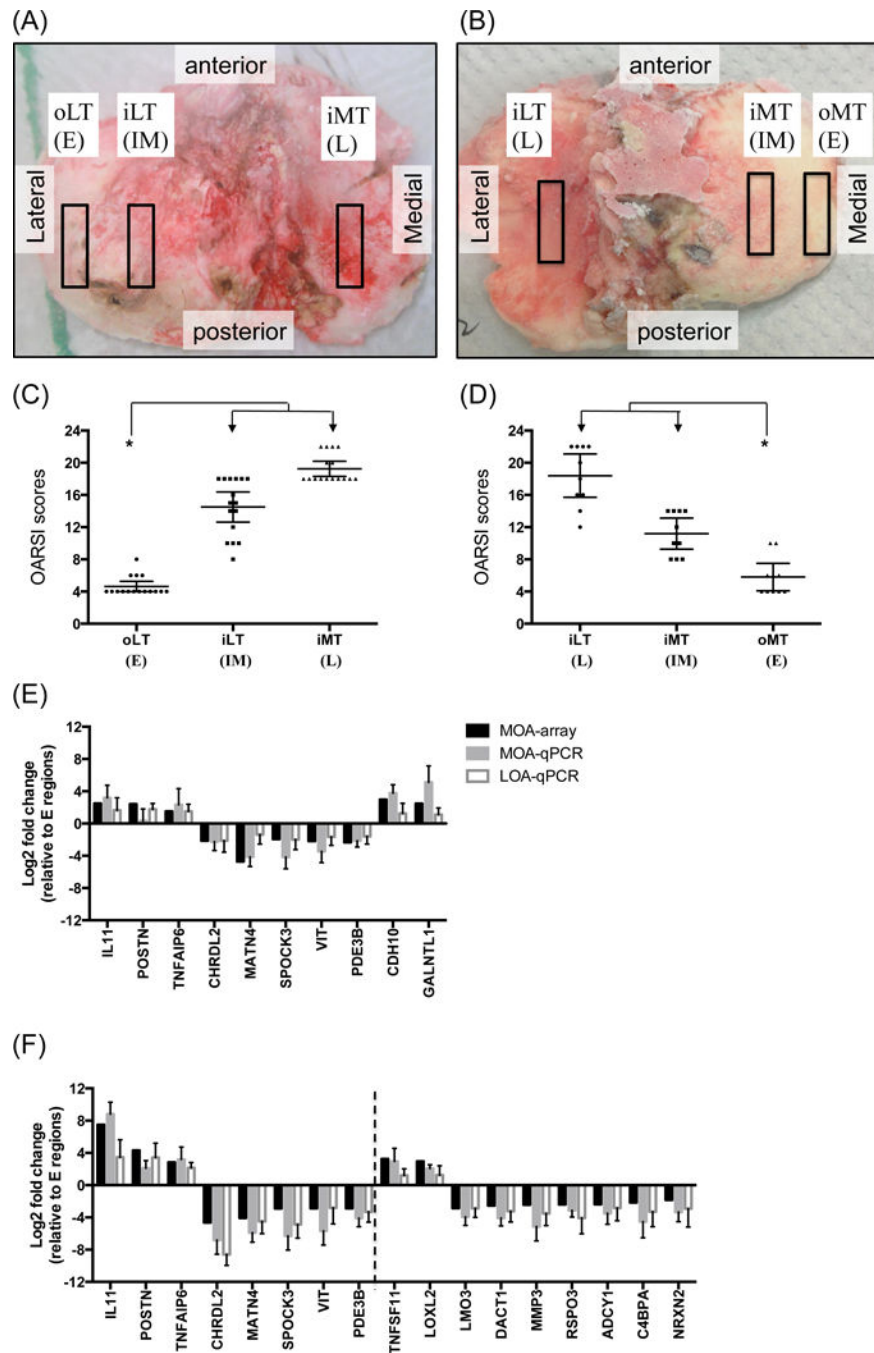 (A)
anterior
oLT
(E)
iLT
(IM)
iMT
(L)
Lateral
Medial
posterior
(B)
anterior
iLT
(L)
iMT
(IM)
oMT
(E)
Lateral
Medial
posterior
(C)
*
OARSI scores
24
20
16
12
8
4
0
oLT
(E)
iLT
(IM)
iMT
(L)
(D)
*
OARSI scores
24
20
16
12
8
4
0
iLT
(L)
iMT
(IM)
oMT
(E)
(E)
Log2 fold change
(relative to E regions)
12
8
4
0
-4
-8
-12
IL11
POSTN
TNFAIP6
CHRDL2
MATN4
SPOCK3
VIT
PDE3B
CDH10
GALNTL1
MOA-array
MOA-qPCR
LOA-qPCR
(F)
Log2 fold change
(relative to E regions)
12
8
4
0
-4
-8
-12
IL11
POSTN
TNFAIP6
CHRDL2
MATN4
SPOCK3
VIT
PDE3B
TNFSF11
LOXL2
LMO3
DACT1
MMP3
RSPO3
ADCY1
C4BPA
NRXN2